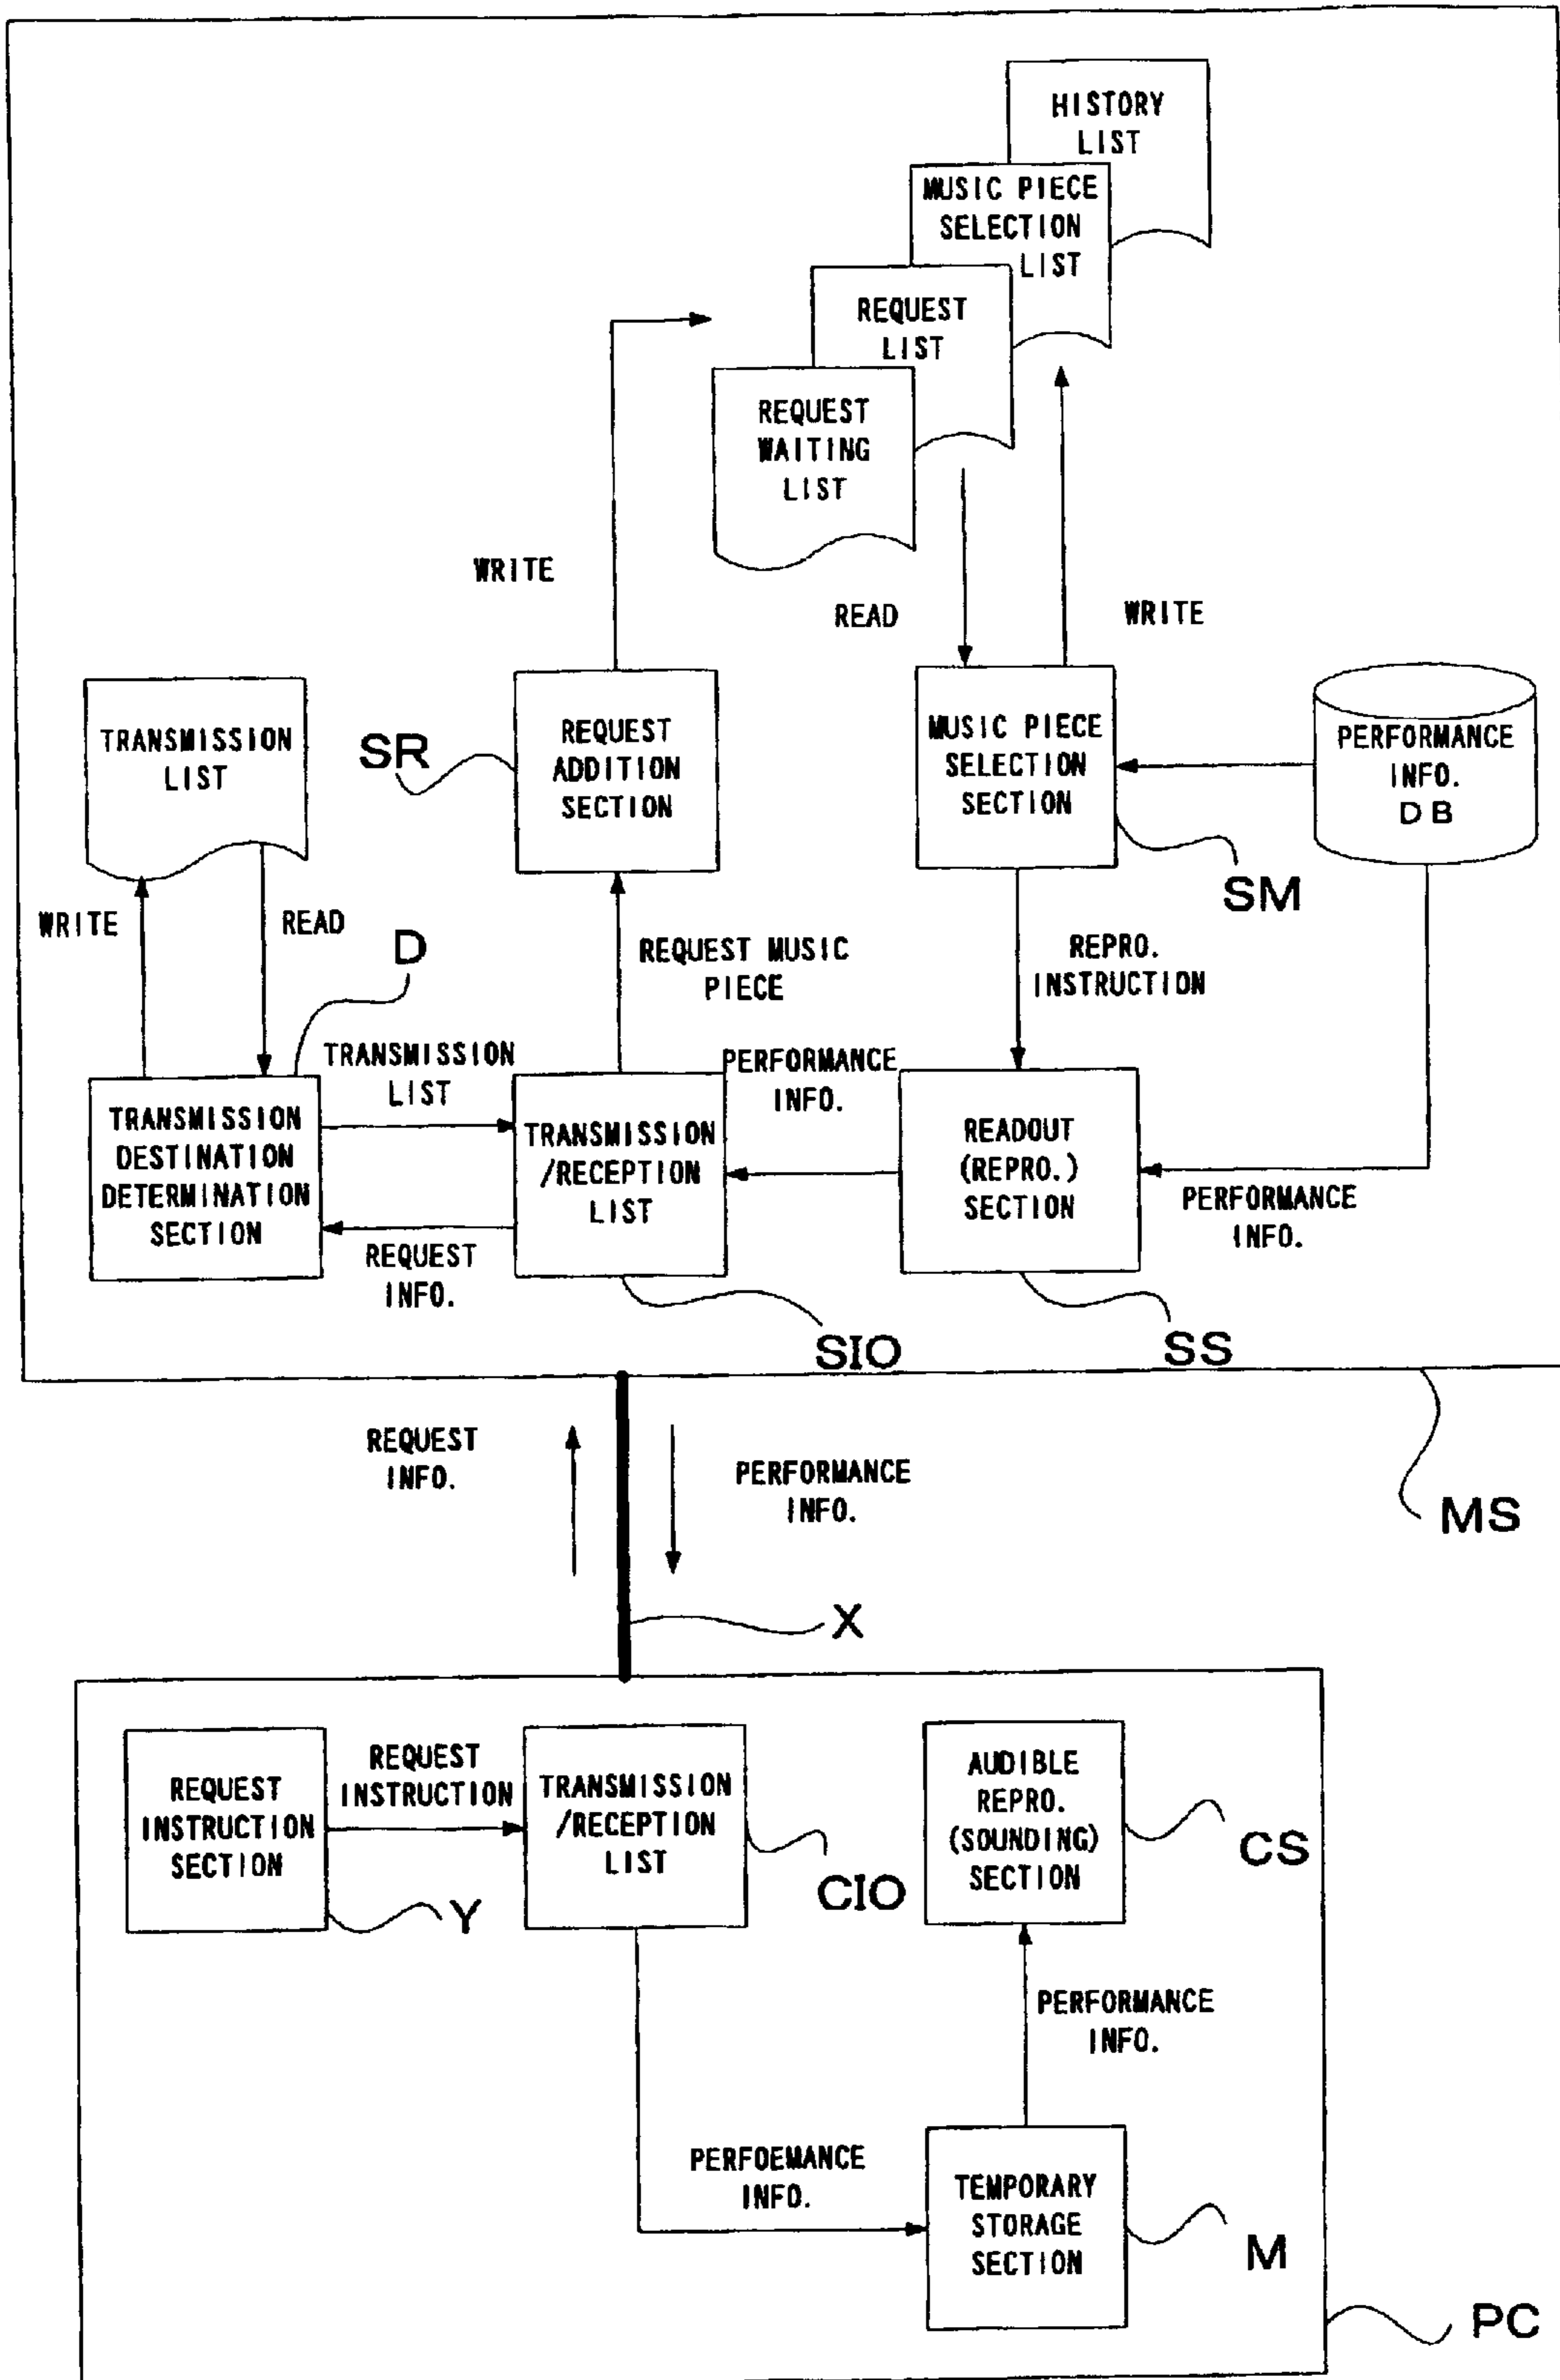 HISTORY
LIST
MUSIC PIECE
SELECTION
LIST
REQUEST
LIST
REQUEST
WAITING
LIST
WRITE
READ
WRITE
TRANSMISSION
LIST
SR
REQUEST
ADDITION
SECTION
MUSIC PIECE
SELECTION
SECTION
PERFORMANCE
INFO.
DB
SM
WRITE
READ
D
REQUEST MUSIC
PIECE
REPRO.
INSTRUCTION
TRANSMISSION
LIST
PERFORMANCE
INFO.
TRANSMISSION
DESTINATION
DETERMINATION
SECTION
TRANSMISSION
/RECEPTION
LIST
READOUT
(REPRO.)
SECTION
PERFORMANCE
INFO.
REQUEST
INFO.
SIO
SS
REQUEST
INFO.
PERFORMANCE
INFO.
MS
X
REQUEST
INSTRUCTION
SECTION
REQUEST
INSTRUCTION
TRANSMISSION
/RECEPTION
LIST
AUDIBLE
REPRO.
(SOUNDING)
SECTION
CS
CIO
Y
PERFORMANCE
INFO.
PERFOEMANCE
INFO.
TEMPORARY
STORAGE
SECTION
M
PC